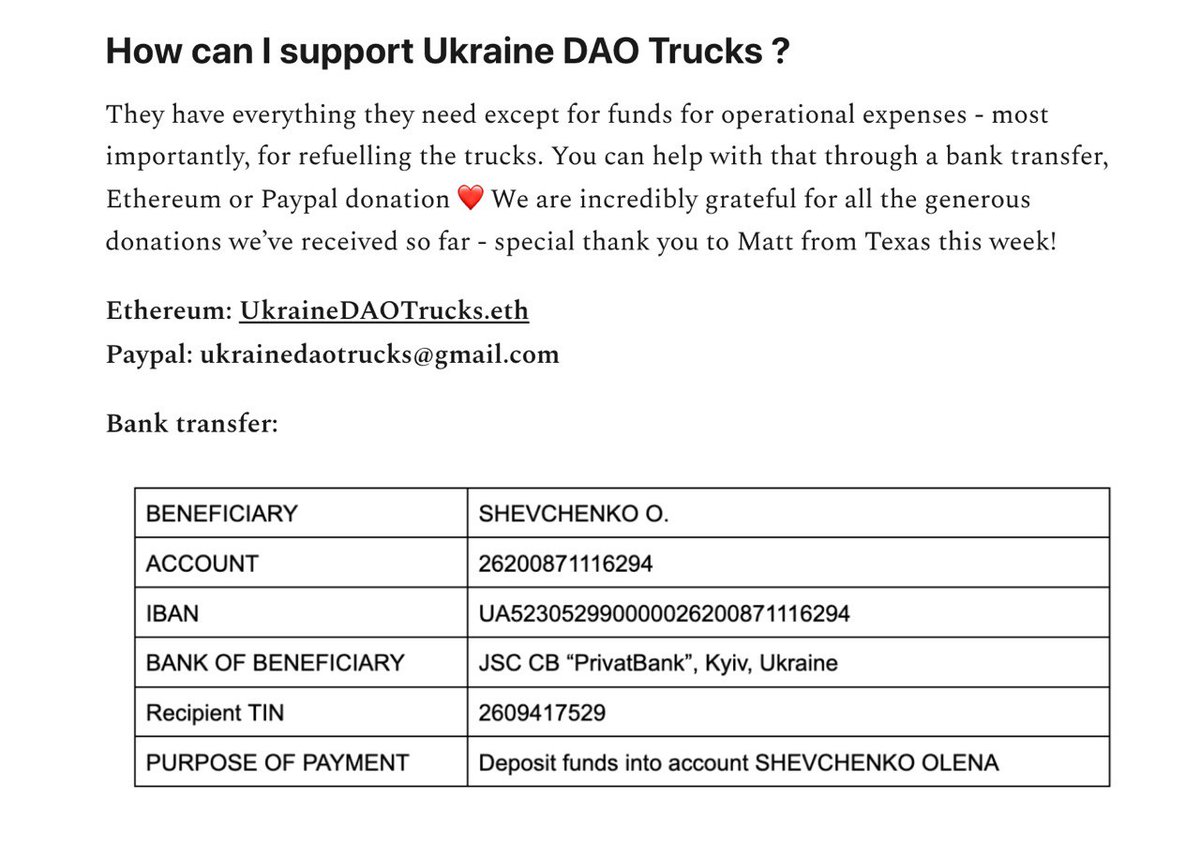 How can I support Ukraine DAO Trucks ?
They have everything they need except for funds for operational expenses - most
importantly, for refuelling the trucks. You can help with that through a bank transfer,
Ethereum or Paypal donation ❤️ We are incredibly grateful for all the generous
donations we’ve received so far - special thank you to Matt from Texas this week!
Ethereum: UkraineDAOTrucks.eth
Paypal: ukrainedaotrucks@gmail.com
Bank transfer:
BENEFICIARY SHEVCHENKO O.
ACCOUNT 26200871116294
IBAN UA523052990000026200871116294
BANK OF BENEFICIARY JSC CB “PrivatBank”, Kyiv, Ukraine
Recipient TIN 2609417529
PURPOSE OF PAYMENT Deposit funds into account SHEVCHENKO OLENA